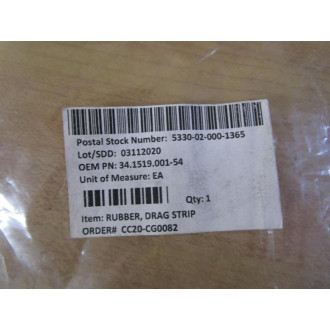 Postal Stock Number: 5330-02-000-1365
Lot/SDD: 03112020
OEM PN: 34.1519.001-54
Unit of Measure: EA
Qty: 1
Item: RUBBER, DRAG STRIP
ORDER# CC20-CG0082